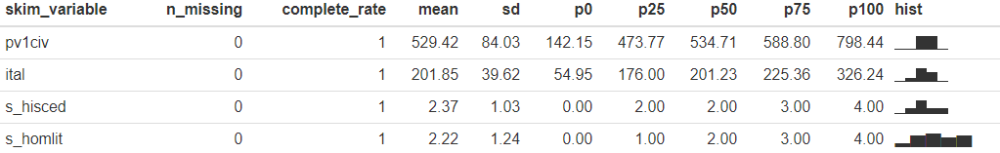 skim_variable n_missing complete_rate mean sd p0 p25 p50 p75 p100 hist
pv1civ 0 1 529.42 84.03 142.15 473.77 534.71 588.80 798.44
ital 0 1 201.85 39.62 54.95 176.00 201.23 225.36 326.24
s_hisced 0 1 2.37 1.03 0.00 2.00 2.00 3.00 4.00
s_homlit 0 1 2.22 1.24 0.00 1.00 2.00 3.00 4.00